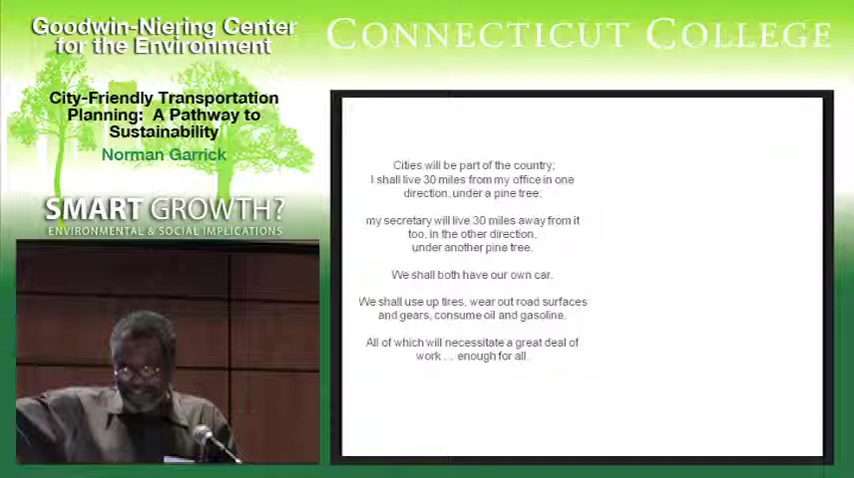 Goodwin-Niering Center
for the Environment
CONNECTICUT COLLEGE
City-Friendly Transportation
Planning: A Pathway to
Sustainability
Norman Garrick
SMART GROWTH?
ENVIRONMENTAL & SOCIAL IMPLICATIONS
Cities will be part of the country;
I shall live 30 miles from my office in one
direction, under a pine tree;
my secretary will live 30 miles away from it
too, in the other direction,
under another pine tree.
We shall both have our own car.
We shall use up tires, wear out road surfaces
and gears, consume oil and gasoline.
All of which will necessitate a great deal of
work ... enough for all.